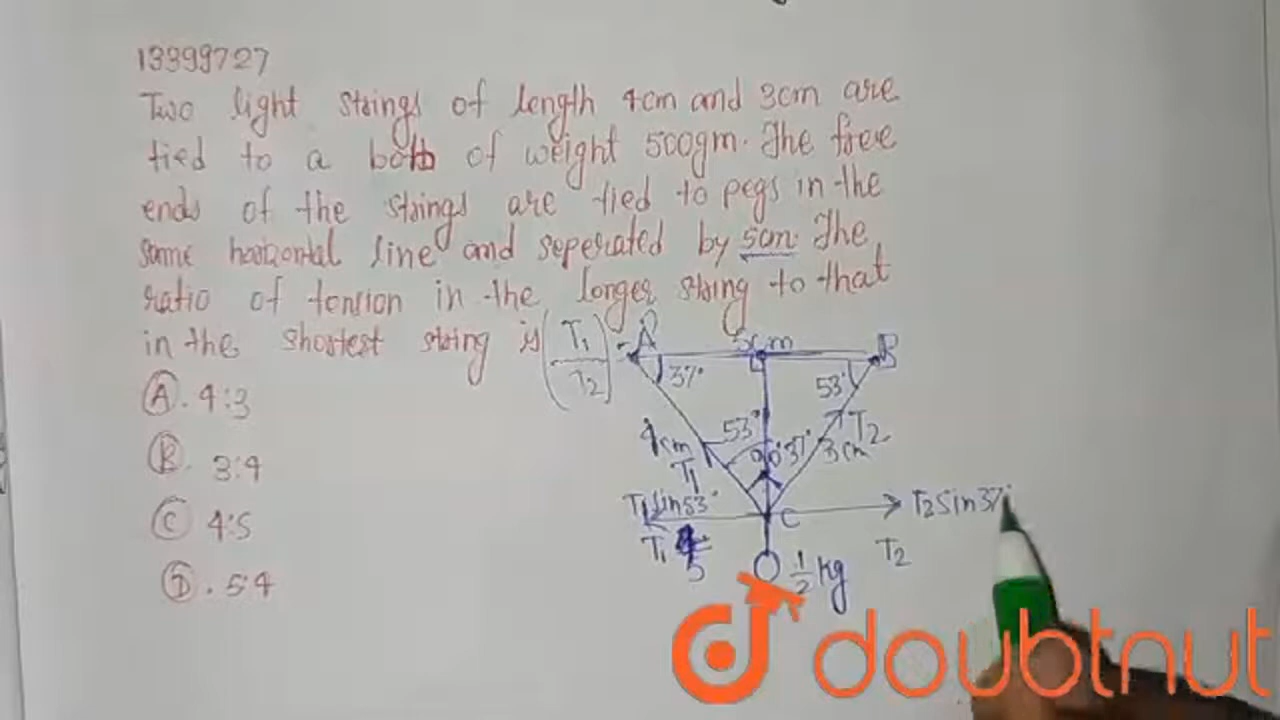 13399727
Two light strings of length 4cm and 3cm are
tied to a bob of weight 500gm. The free
ends of the strings are tied to pegs in the
same horizontal line and seperated by 5cm. The
ratio of tension in the longer string to that
in the shortest string is (T1/T2) =
A. 4:3
B. 3:4
C 4:5
D. 5:4
A 5cm B
37° 53°
53° 90° 37° T2
4cm 3cm
T1
T1 sin53° C T2 sin37°
T1 4/5 T2
1/2 kg
doubtnut